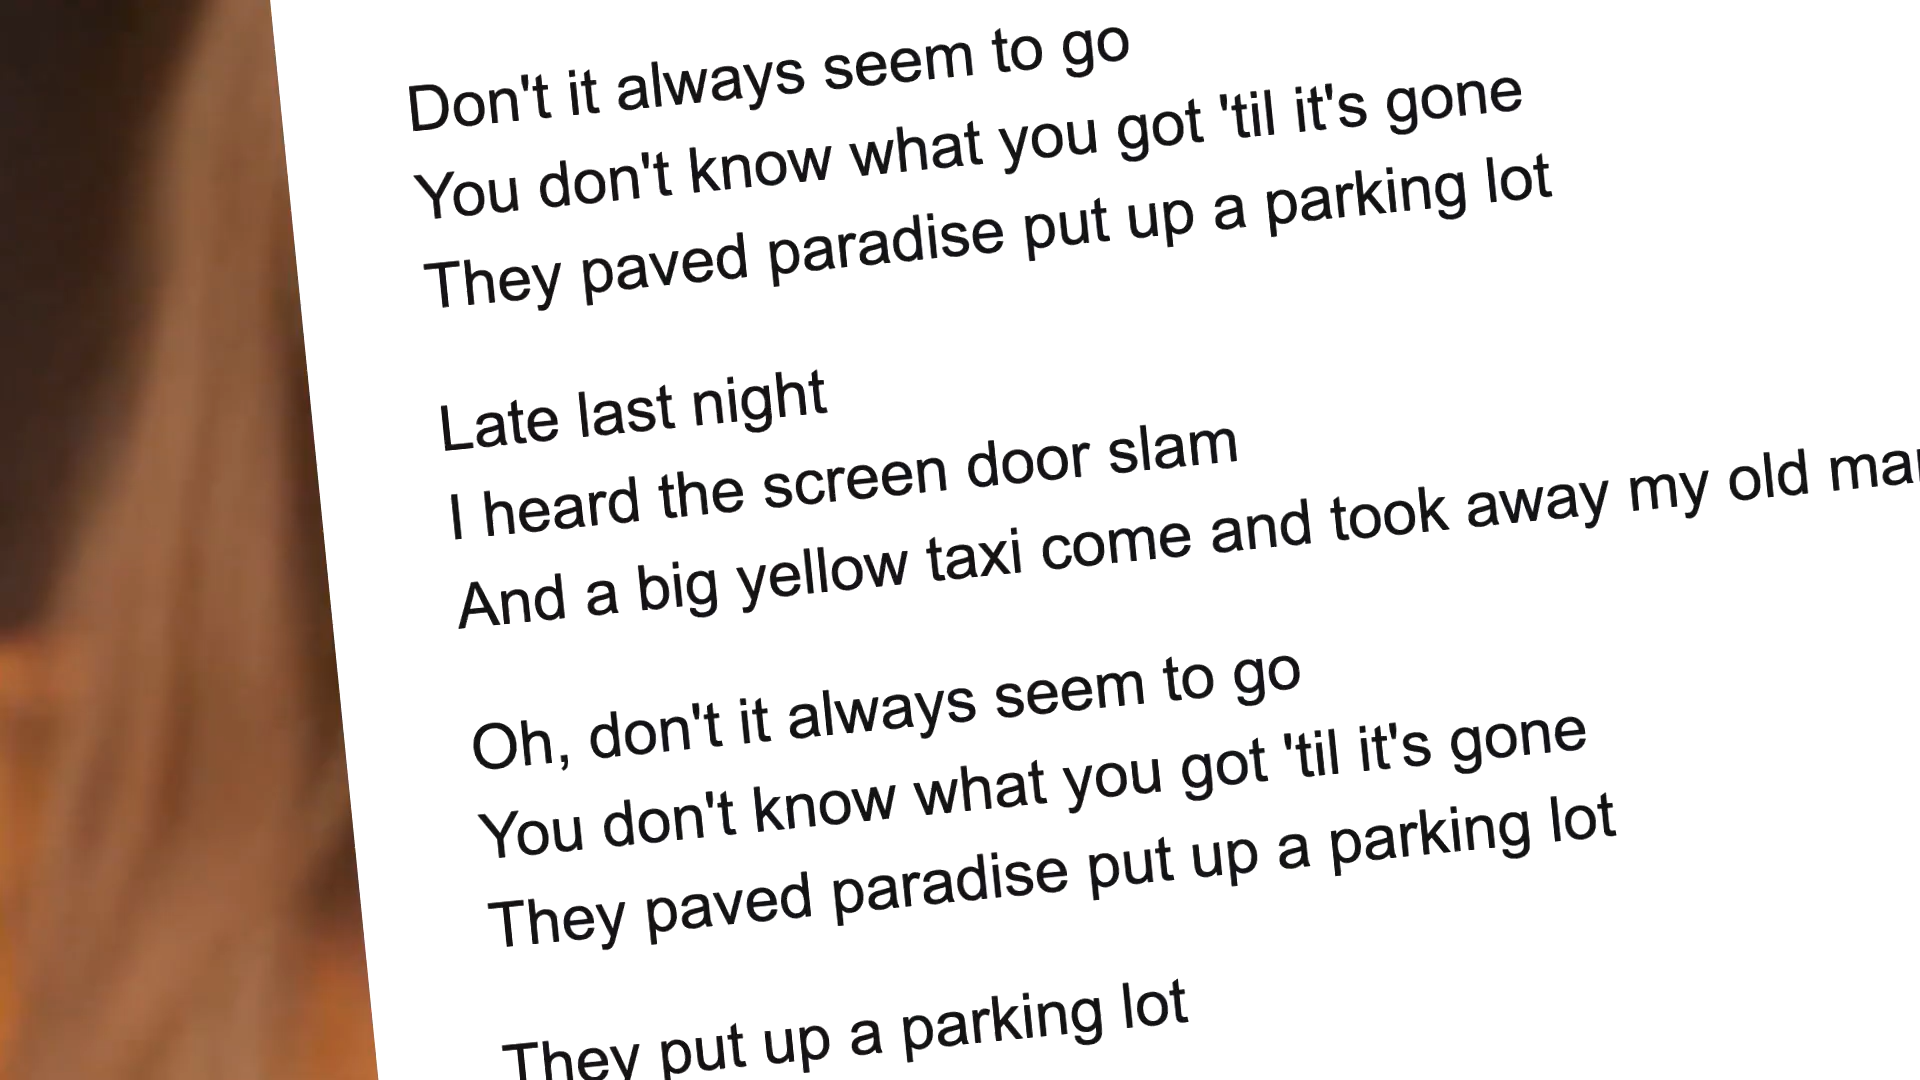 Don't it always seem to go
You don't know what you got 'til it's gone
They paved paradise put up a parking lot
Late last night
I heard the screen door slam
And a big yellow taxi come and took away my old
Oh, don't it always seem to go
You don't know what you got 'til it's gone
They paved paradise put up a parking lot
They put up a parking lot